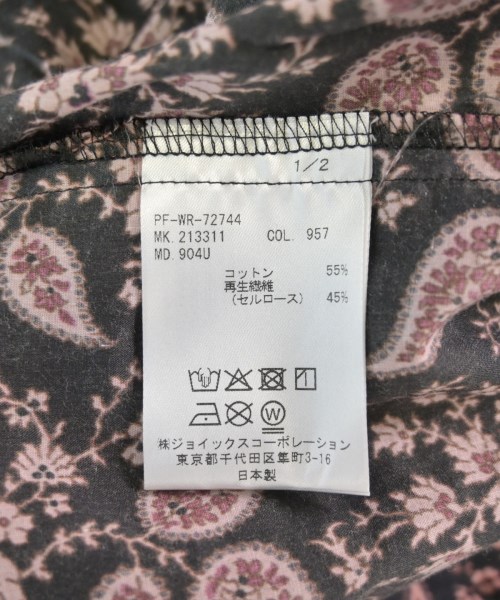 1/2
PF-WR-72744
MK. 213311 COL. 957
MD. 904U
コットン 55%
再生繊維
(セルロース) 45%
W
株ジョイックスコーポレーション
東京都千代田区隼町3-16
日本製